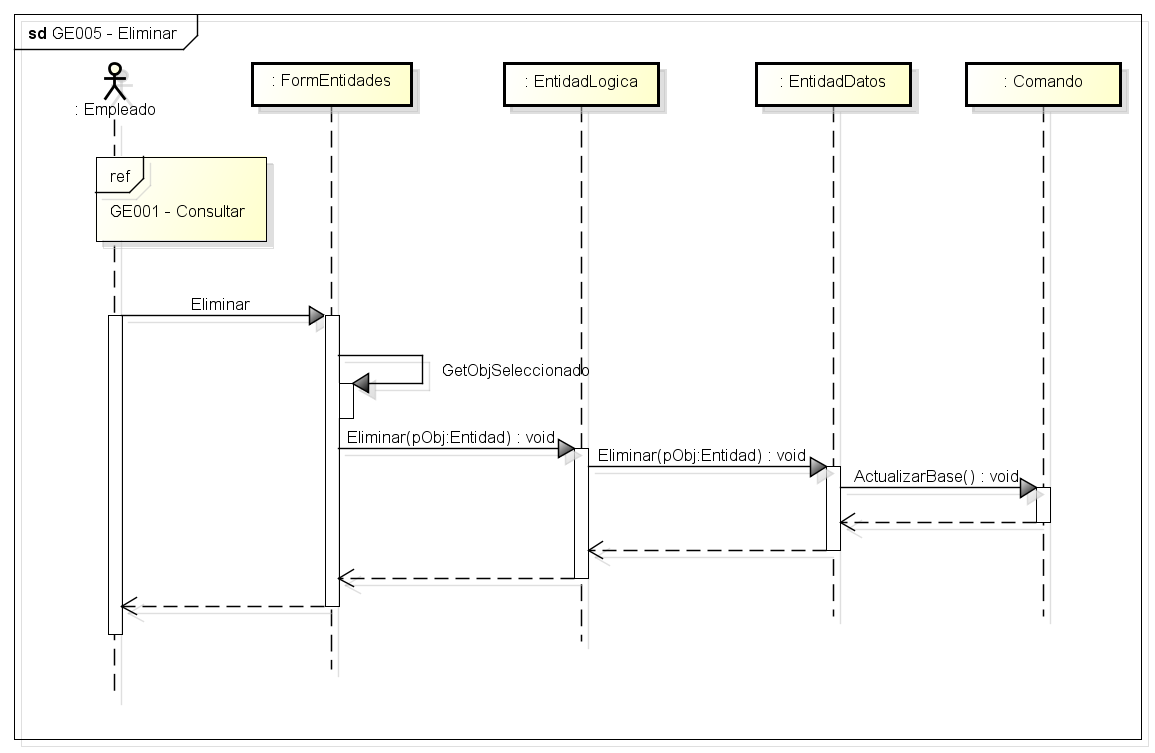 sd GE005 - Eliminar
: Empleado
: FormEntidades
: EntidadLogica
: EntidadDatos
: Comando
ref
GE001 - Consultar
Eliminar
GetObjSeleccionado
Eliminar(pObj:Entidad) : void
Eliminar(pObj:Entidad) : void
ActualizarBase() : void